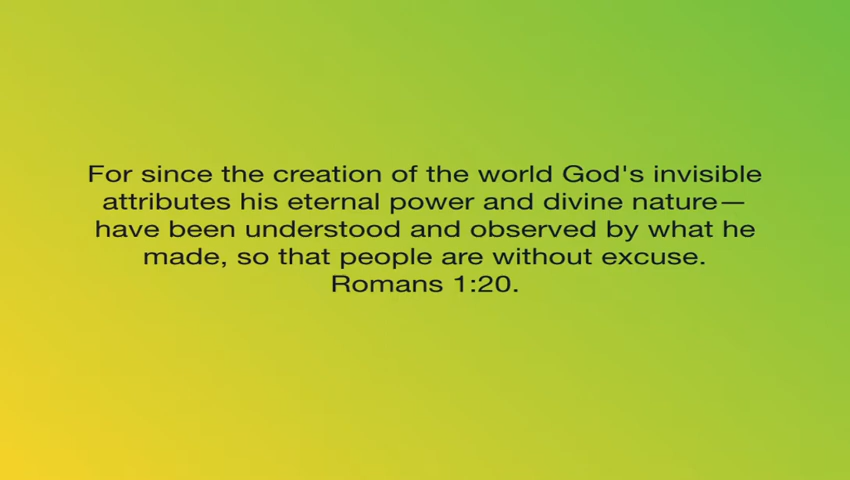 For since the creation of the world God's invisible
attributes his eternal power and divine nature—
have been understood and observed by what he
made, so that people are without excuse.
Romans 1:20.